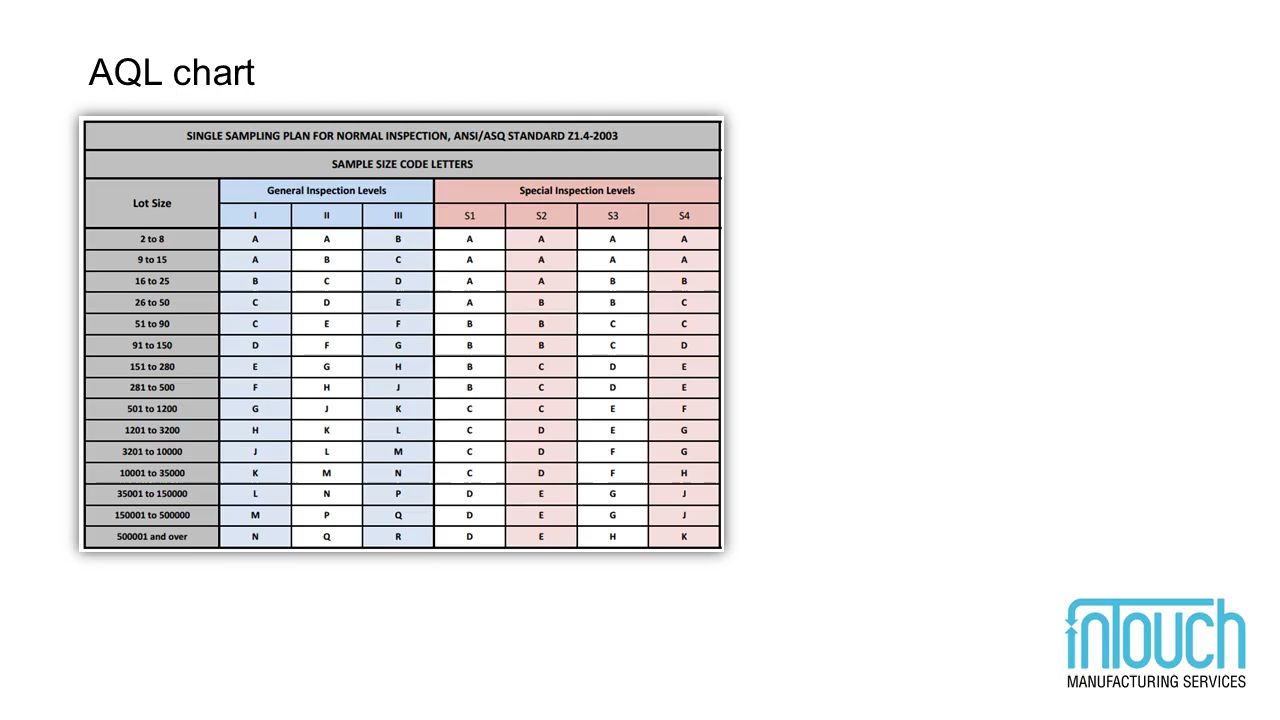 AQL chart
SINGLE SAMPLING PLAN FOR NORMAL INSPECTION, ANSI/ASQ STANDARD Z1.4-2003
SAMPLE SIZE CODE LETTERS
Lot Size General Inspection Levels Special Inspection Levels
I II III S1 S2 S3 S4
2 to 8 A A B A A A A
9 to 15 A B C A A A A
16 to 25 B C D A A B B
26 to 50 C D E A B B C
51 to 90 C E F B B C C
91 to 150 D F G B B C D
151 to 280 E G H B C D E
281 to 500 F H J B C D E
501 to 1200 G J K C C E F
1201 to 3200 H K L C D E G
3201 to 10000 J L M C D F G
10001 to 35000 K M N C D F H
35001 to 150000 L N P D E G J
150001 to 500000 M P Q D E G J
500001 and over N Q R D E H K
inTouch
MANUFACTURING SERVICES